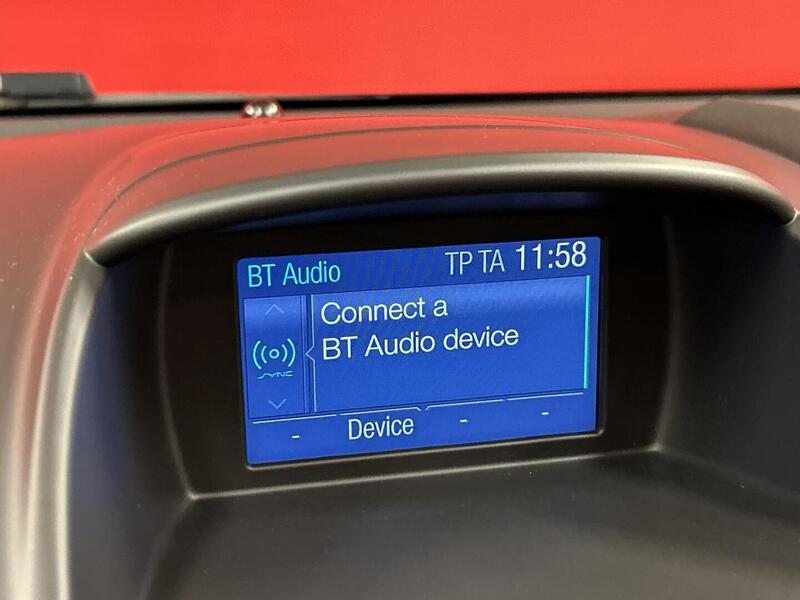 BT Audio TP TA 11:58
Connect a
BT Audio device
SYNC
- Device - -